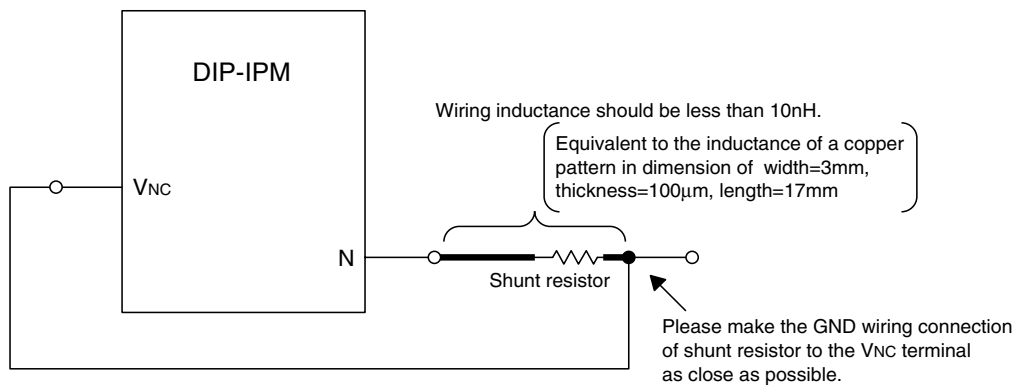 DIP-IPM
Wiring inductance should be less than 10nH.
Equivalent to the inductance of a copper
pattern in dimension of width=3mm,
thickness=100μm, length=17mm
VNC
N
Shunt resistor
Please make the GND wiring connection
of shunt resistor to the VNC terminal
as close as possible.